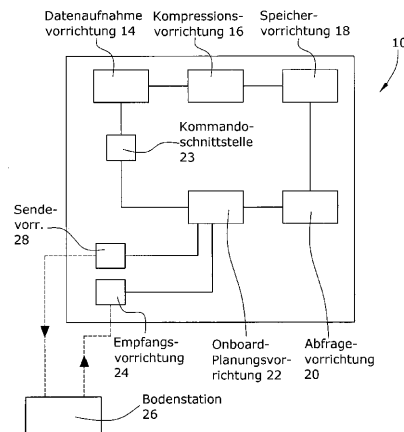 Datenaufnahme
vorrichtung 14
Kompressions-
vorrichtung 16
Speicher-
vorrichtung 18
10
Kommando-
schnittstelle
23
Sende-
vorr.
28
Empfangs-
vorrichtung
24
Onboard-
Planungsvor-
richtung 22
Abfrage-
vorrichtung
20
Bodenstation
26